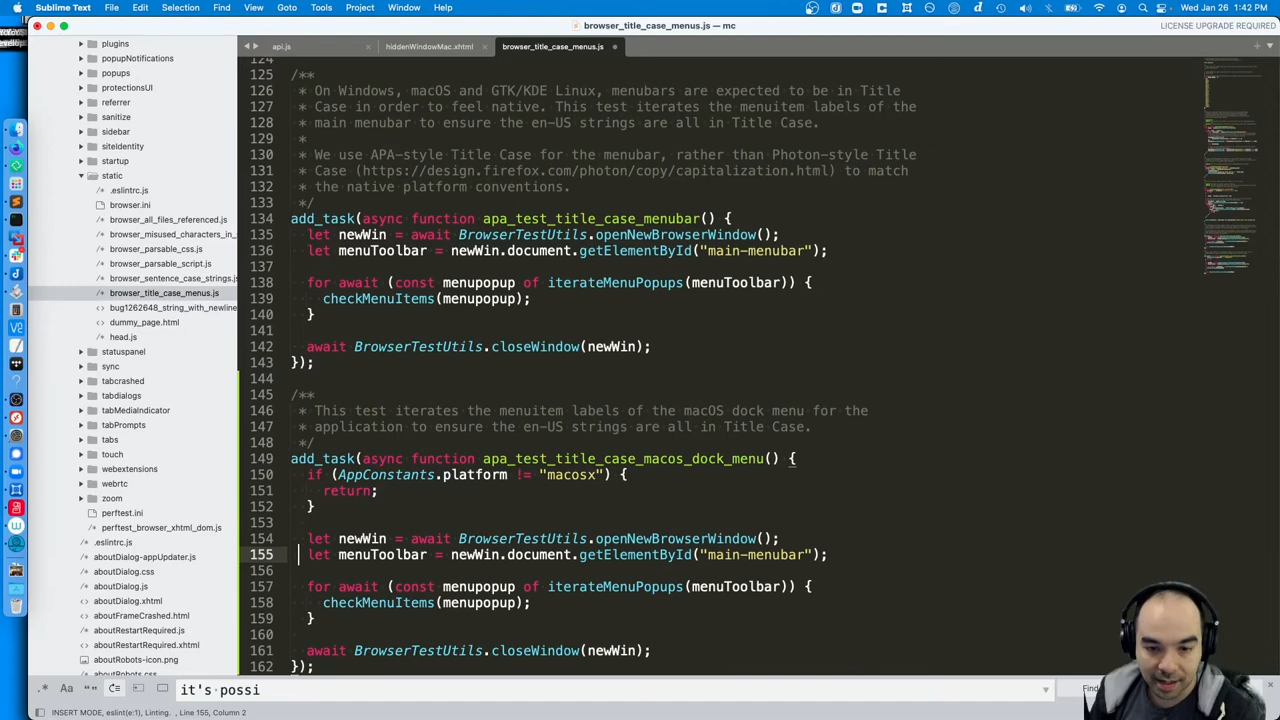 Sublime Text File Edit Selection Find View Goto Tools Project Window Help
Wed Jan 26 1:42 PM
browser_title_case_menus.js — mc
LICENSE UPGRADE REQUIRED
api.js
hiddenWindowMac.xhtml
browser_title_case_menus.js
plugins
popupNotifications
popups
protectionsUI
referrer
sanitize
sidebar
siteIdentity
startup
static
.eslintrc.js
browser.ini
browser_all_files_referenced.js
browser_misused_characters_in_s
browser_parsable_css.js
browser_parsable_script.js
browser_sentence_case_strings.j
browser_title_case_menus.js
bug1262648_string_with_newline
dummy_page.html
head.js
statuspanel
sync
tabcrashed
tabdialogs
tabMediaIndicator
tabPrompts
tabs
touch
webextensions
webrtc
zoom
perftest.ini
perftest_browser_xhtml_dom.js
.eslintrc.js
aboutDialog-appUpdater.js
aboutDialog.css
aboutDialog.js
aboutDialog.xhtml
aboutFrameCrashed.html
aboutRestartRequired.js
aboutRestartRequired.xhtml
aboutRobots-icon.png
aboutRobots.css
124
125 /**
126 * On Windows, macOS and GTK/KDE Linux, menubars are expected to be in Title
127 * Case in order to feel native. This test iterates the menuitem labels of the
128 * main menubar to ensure the en-US strings are all in Title Case.
129 *
130 * We use APA-style Title Case for the menubar, rather than Photon-style Title
131 * Case (https://design.firefox.com/photon/copy/capitalization.html) to match
132 * the native platform conventions.
133 */
134 add_task(async function apa_test_title_case_menubar() {
135 let newWin = await BrowserTestUtils.openNewBrowserWindow();
136 let menuToolbar = newWin.document.getElementById("main-menubar");
137
138 for await (const menupopup of iterateMenuPopups(menuToolbar)) {
139 checkMenuItems(menupopup);
140 }
141
142 await BrowserTestUtils.closeWindow(newWin);
143 });
144
145 /**
146 * This test iterates the menuitem labels of the macOS dock menu for the
147 * application to ensure the en-US strings are all in Title Case.
148 */
149 add_task(async function apa_test_title_case_macos_dock_menu() {
150 if (AppConstants.platform != "macosx") {
151 return;
152 }
153
154 let newWin = await BrowserTestUtils.openNewBrowserWindow();
155 let menuToolbar = newWin.document.getElementById("main-menubar");
156
157 for await (const menupopup of iterateMenuPopups(menuToolbar)) {
158 checkMenuItems(menupopup);
159 }
160
161 await BrowserTestUtils.closeWindow(newWin);
162 });
it's possi
Find
INSERT MODE, eslint(e:1), Linting. , Line 155, Column 2